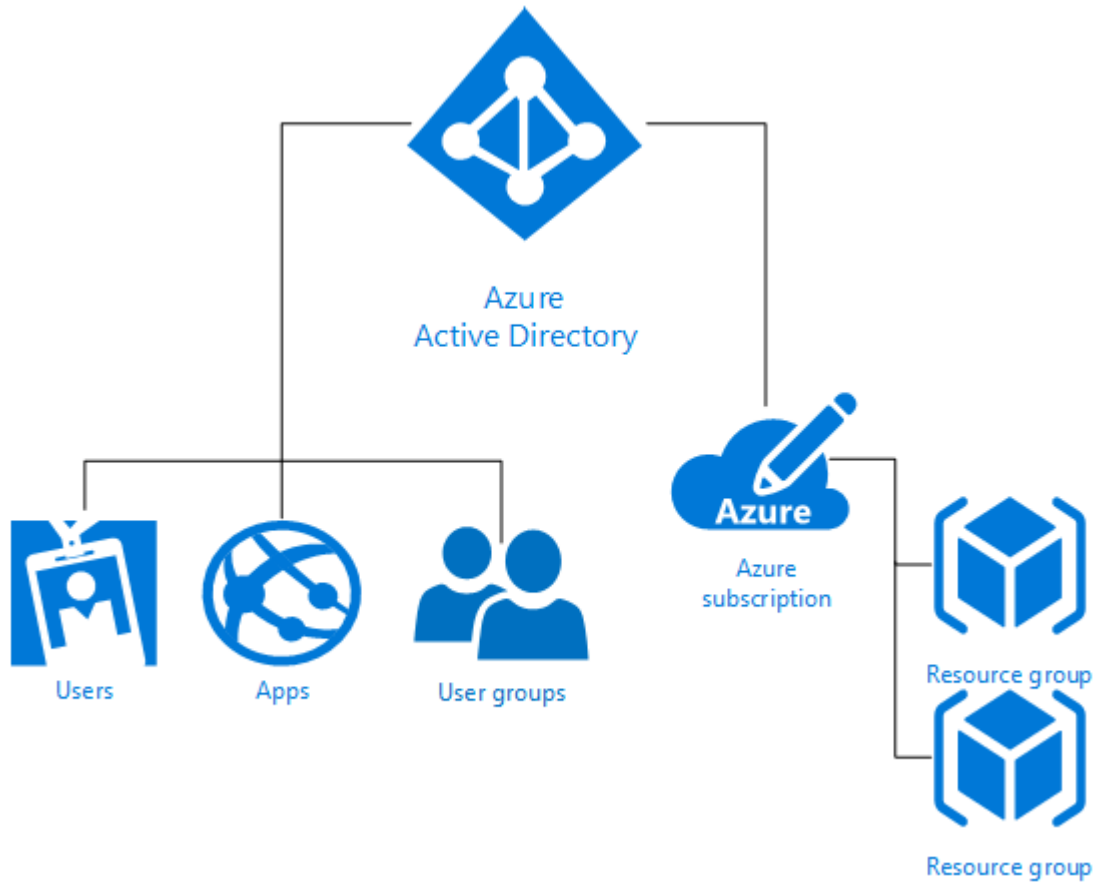 Azure
Active Directory
Azure
Azure
subscription
Users
Apps
User groups
Resource group
Resource group